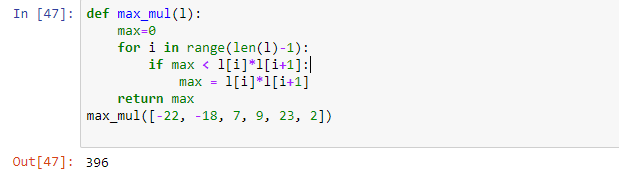 In [47]: def max_mul(l):
    max=0
    for i in range(len(l)-1):
        if max < l[i]*l[i+1]:
            max = l[i]*l[i+1]
    return max
max_mul([-22, -18, 7, 9, 23, 2])
Out[47]: 396